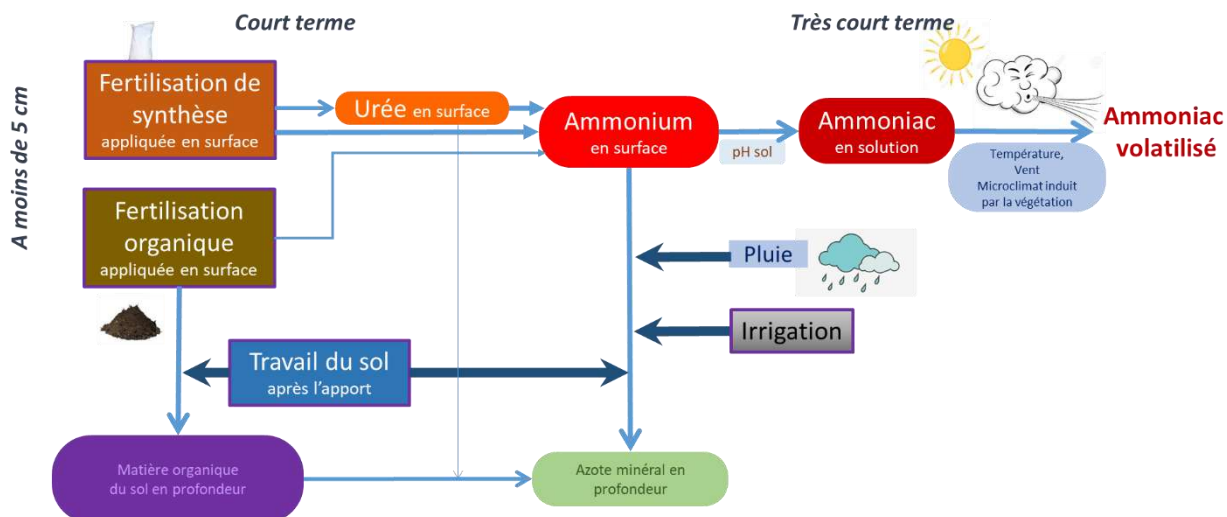 Court terme
Très court terme
A moins de 5 cm
Fertilisation de
synthèse
appliquée en surface
Urée en surface
Ammonium
en surface
pH sol
Ammoniac
en solution
Ammoniac
volatilisé
Température,
Vent
Microclimat induit
par la végétation
Fertilisation
organique
appliquée en surface
Pluie
Irrigation
Travail du sol
après l’apport
Matière organique
du sol en profondeur
Azote minéral en
profondeur